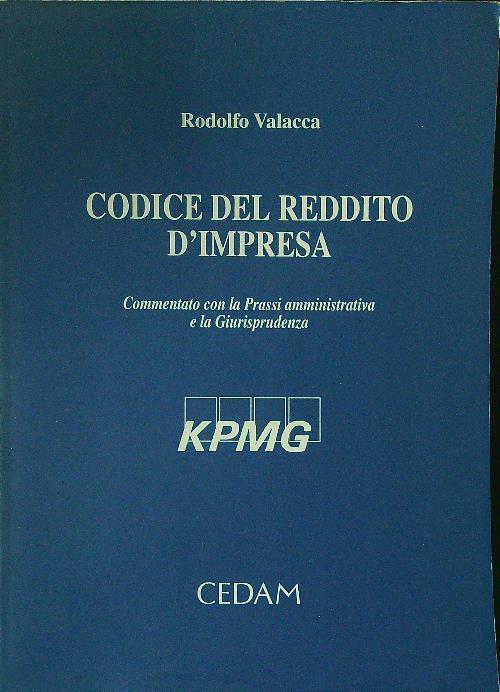 Rodolfo Valacca
CODICE DEL REDDITO
D'IMPRESA
Commentato con la Prassi amministrativa
e la Giurisprudenza
KPMG
CEDAM